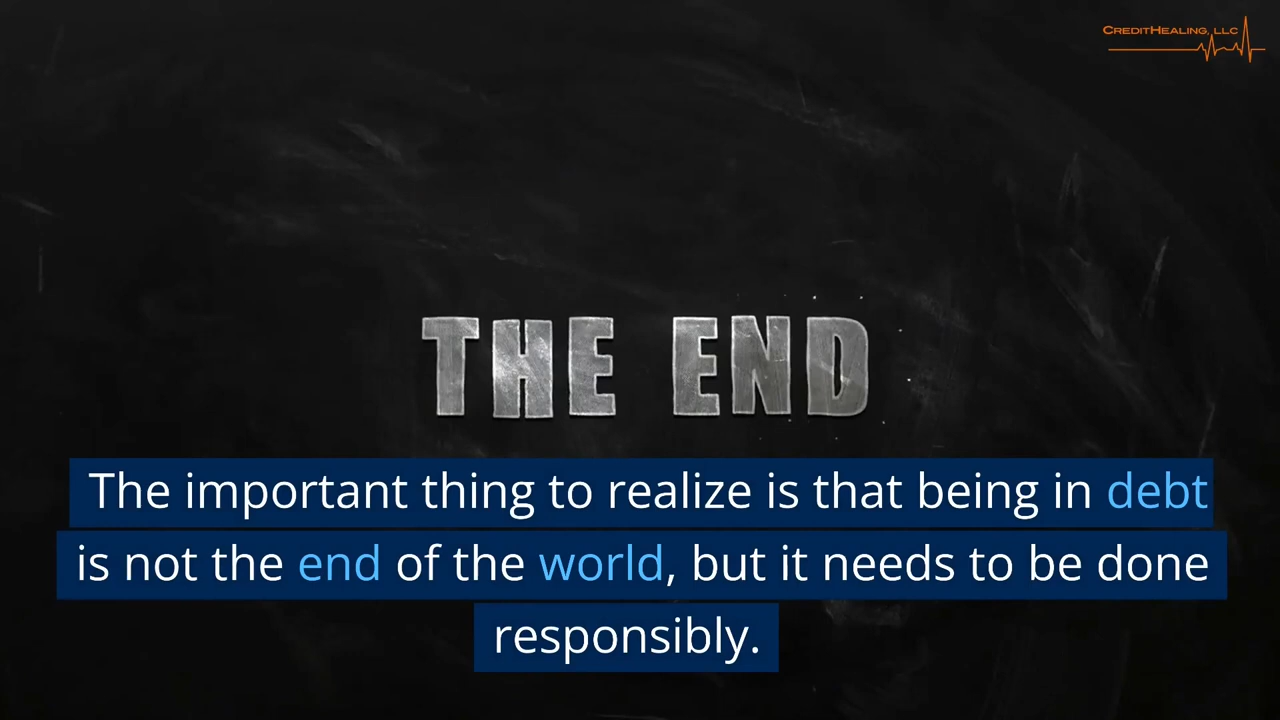 CREDITHEALING, LLC
THE END
The important thing to realize is that being in debt
is not the end of the world, but it needs to be done
responsibly.